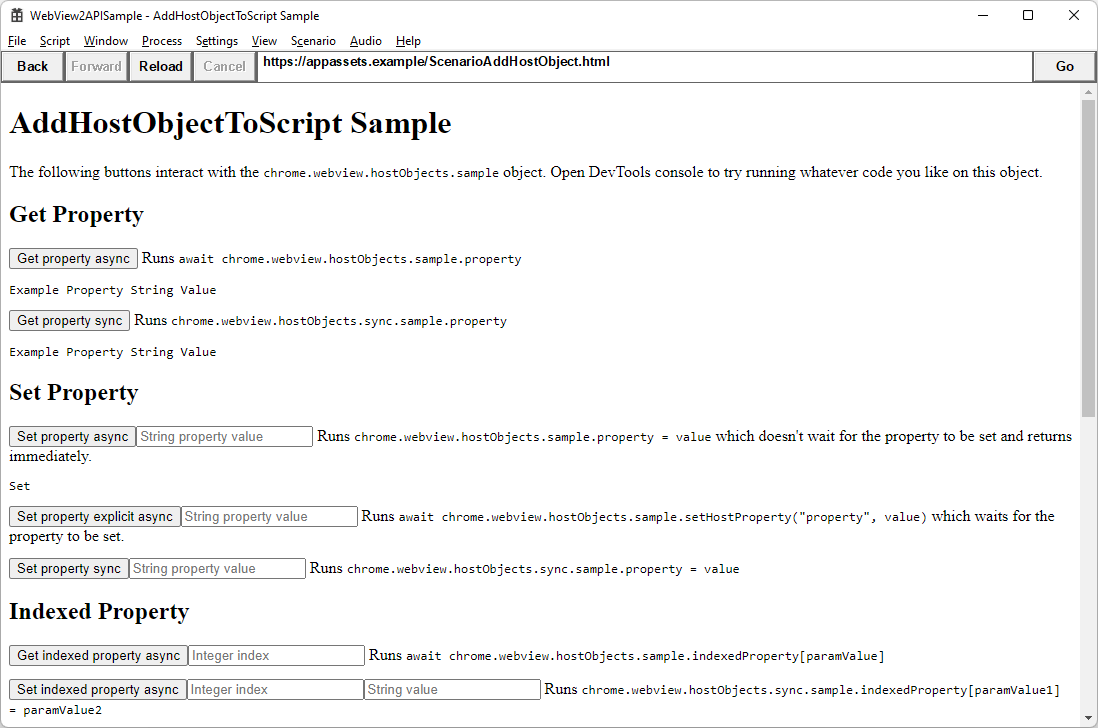 WebView2APISample - AddHostObjectToScript Sample
File Script Window Process Settings View Scenario Audio Help
Back Forward Reload Cancel https://appassets.example/ScenarioAddHostObject.html Go
AddHostObjectToScript Sample
The following buttons interact with the chrome.webview.hostObjects.sample object. Open DevTools console to try running whatever code you like on this object.
Get Property
Get property async Runs await chrome.webview.hostObjects.sample.property
Example Property String Value
Get property sync Runs chrome.webview.hostObjects.sync.sample.property
Example Property String Value
Set Property
Set property async String property value Runs chrome.webview.hostObjects.sample.property = value which doesn't wait for the property to be set and returns
immediately.
Set
Set property explicit async String property value Runs await chrome.webview.hostObjects.sample.setHostProperty("property", value) which waits for the
property to be set.
Set property sync String property value Runs chrome.webview.hostObjects.sync.sample.property = value
Indexed Property
Get indexed property async Integer index Runs await chrome.webview.hostObjects.sample.indexedProperty[paramValue]
Set indexed property async Integer index String value Runs chrome.webview.hostObjects.sync.sample.indexedProperty[paramValue1]
= paramValue2